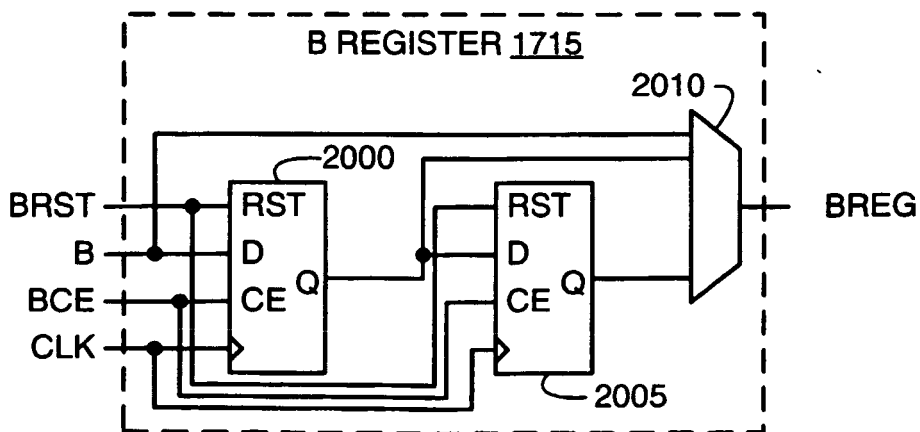 B REGISTER 1715
2010
2000
BRST
RST
RST
BREG
B
D
Q
D
Q
BCE
CE
CE
CLK
2005